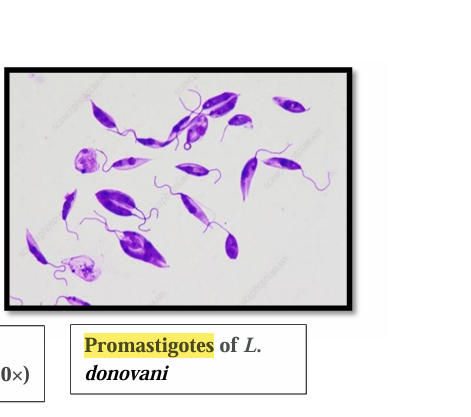 0×)
Promastigotes of L.
donovani